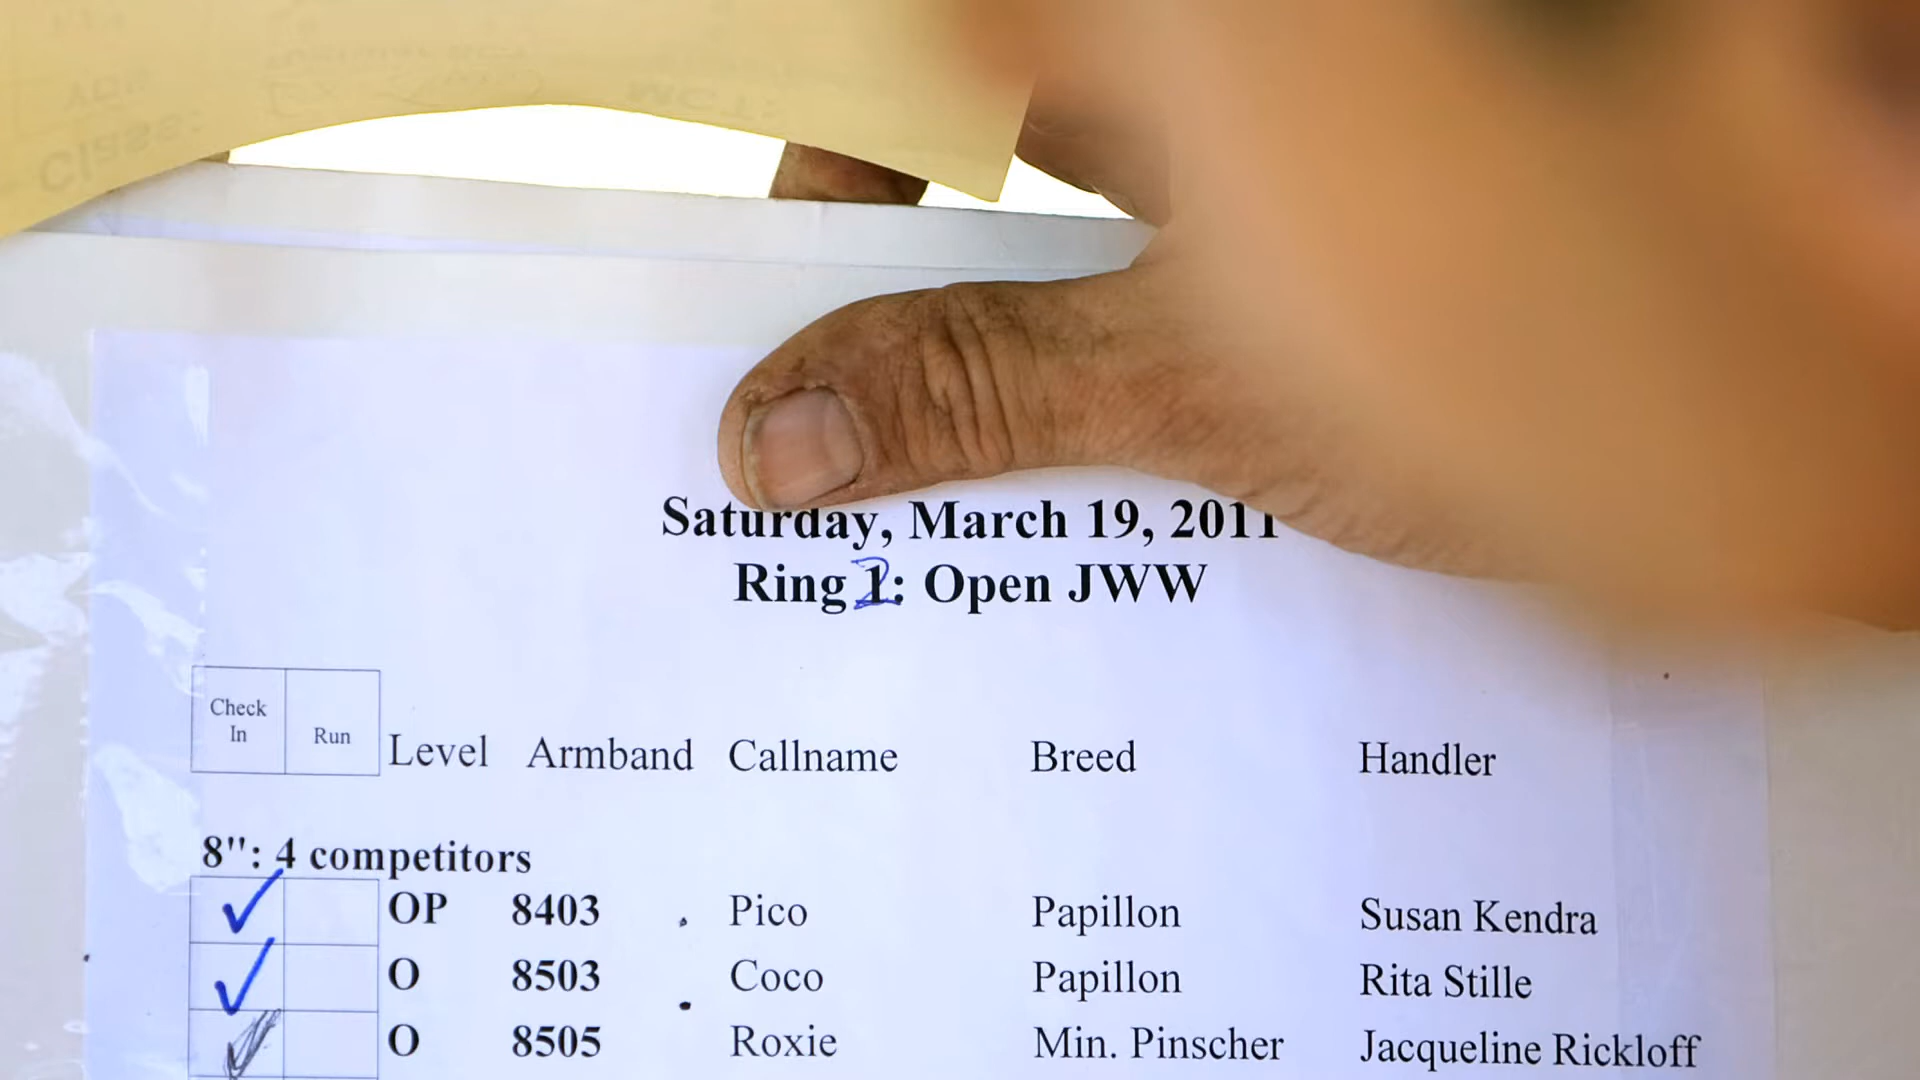 Class:
Saturday, March 19, 2011
Ring 2: Open JWW
Check In Run Level Armband Callname Breed Handler
8": 4 competitors
OP 8403 Pico Papillon Susan Kendra
O 8503 Coco Papillon Rita Stille
O 8505 Roxie Min. Pinscher Jacqueline Rickloff